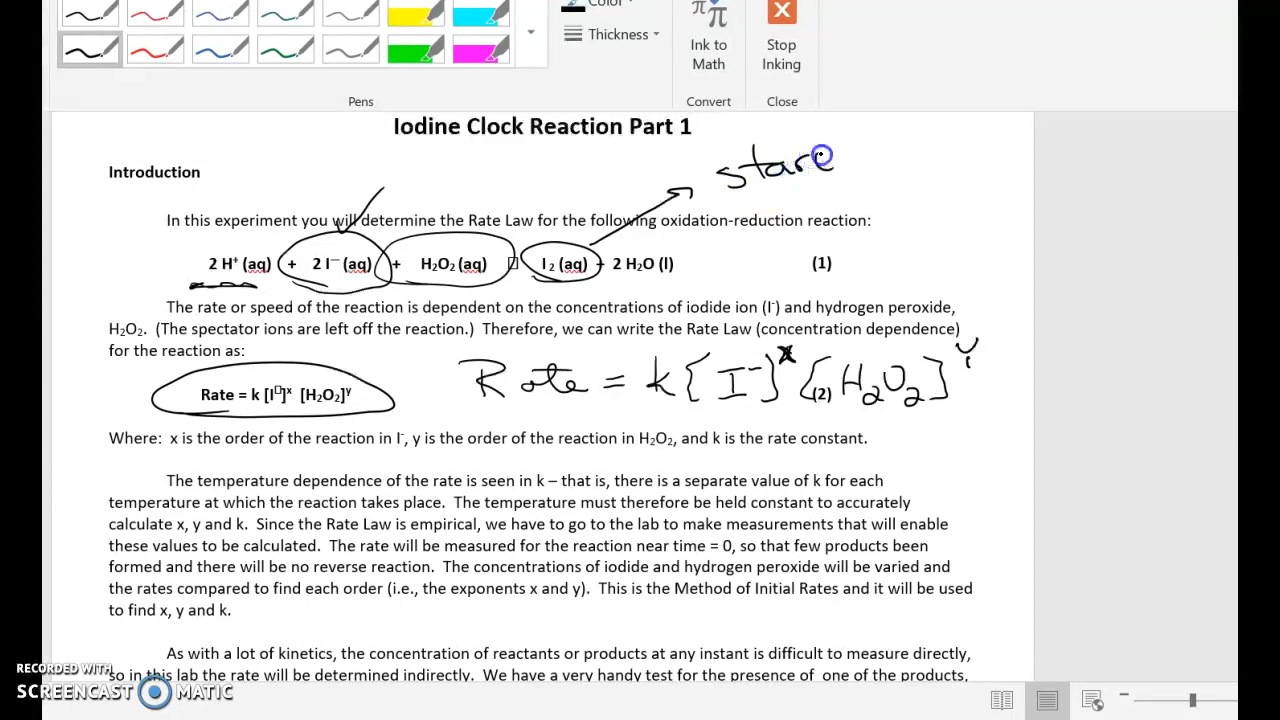 Color
Thickness
Ink to
Math
Stop
Inking
Pens
Convert
Close
Iodine Clock Reaction Part 1
Introduction
starc
In this experiment you will determine the Rate Law for the following oxidation-reduction reaction:
2 H⁺ (aq) + 2 I⁻ (aq) + H₂O₂ (aq) □ I₂ (aq) + 2 H₂O (l) (1)
The rate or speed of the reaction is dependent on the concentrations of iodide ion (I⁻) and hydrogen peroxide,
H₂O₂. (The spectator ions are left off the reaction.) Therefore, we can write the Rate Law (concentration dependence)
for the reaction as:
Rate = k [I□]ˣ [H₂O₂]ʸ (2)
Rate = k [I⁻]ˣ [H₂O₂]ʸ
Where: x is the order of the reaction in I⁻, y is the order of the reaction in H₂O₂, and k is the rate constant.
The temperature dependence of the rate is seen in k – that is, there is a separate value of k for each
temperature at which the reaction takes place. The temperature must therefore be held constant to accurately
calculate x, y and k. Since the Rate Law is empirical, we have to go to the lab to make measurements that will enable
these values to be calculated. The rate will be measured for the reaction near time = 0, so that few products been
formed and there will be no reverse reaction. The concentrations of iodide and hydrogen peroxide will be varied and
the rates compared to find each order (i.e., the exponents x and y). This is the Method of Initial Rates and it will be used
to find x, y and k.
As with a lot of kinetics, the concentration of reactants or products at any instant is difficult to measure directly,
so in this lab the rate will be determined indirectly. We have a very handy test for the presence of one of the products,
RECORDED WITH
SCREENCAST MATIC